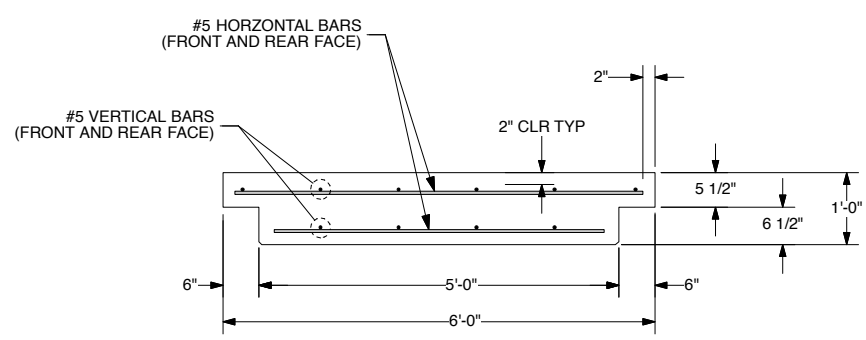 #5 HORZONTAL BARS
(FRONT AND REAR FACE)
2"
#5 VERTICAL BARS
(FRONT AND REAR FACE)
2" CLR TYP
5 1/2"
1'-0"
6 1/2"
6"
5'-0"
6"
6'-0"